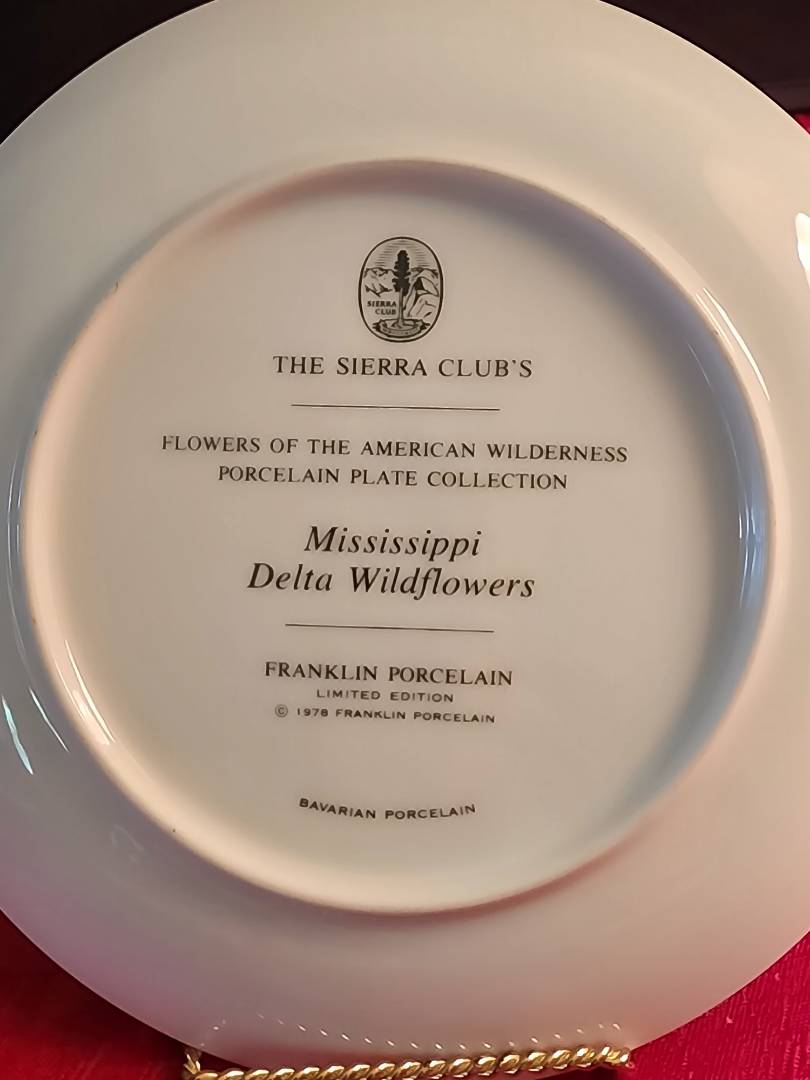 SIERRA
CLUB
THE SIERRA CLUB'S
FLOWERS OF THE AMERICAN WILDERNESS
PORCELAIN PLATE COLLECTION
Mississippi
Delta Wildflowers
FRANKLIN PORCELAIN
LIMITED EDITION
© 1978 FRANKLIN PORCELAIN
BAVARIAN PORCELAIN